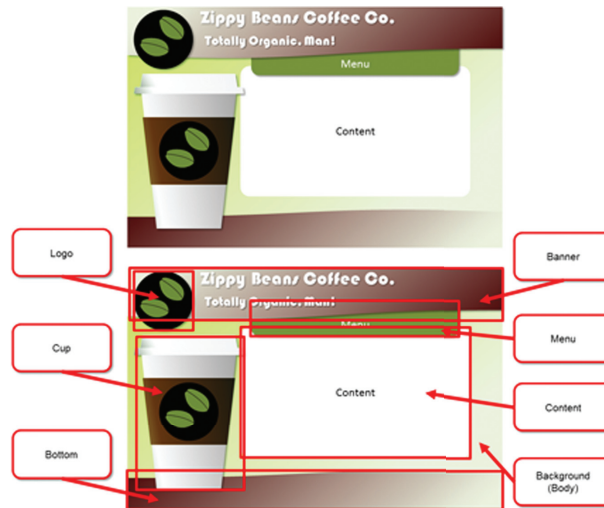 Zippy Beans Coffee Co.
Totally Organic, Man!
Menu
Content
Logo
Zippy Beans Coffee Co.
Banner
Totally Organic, Man!
Menu
Menu
Cup
Content
Content
Bottom
Background
(Body)